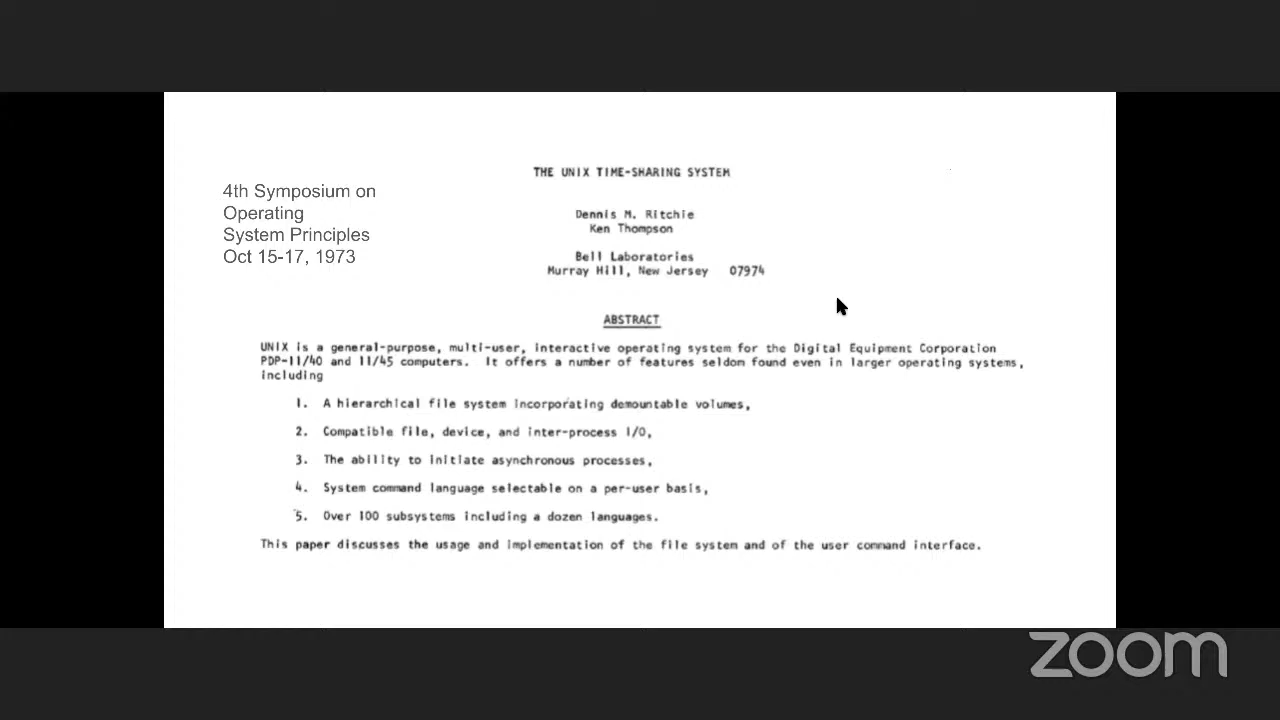 THE UNIX TIME-SHARING SYSTEM
4th Symposium on
Operating
System Principles
Oct 15-17, 1973
Dennis M. Ritchie
Ken Thompson
Bell Laboratories
Murray Hill, New Jersey 07974
ABSTRACT
UNIX is a general-purpose, multi-user, interactive operating system for the Digital Equipment Corporation
PDP-11/40 and 11/45 computers. It offers a number of features seldom found even in larger operating systems,
including
1. A hierarchical file system incorporating demountable volumes,
2. Compatible file, device, and inter-process I/O,
3. The ability to initiate asynchronous processes,
4. System command language selectable on a per-user basis,
5. Over 100 subsystems including a dozen languages.
This paper discusses the usage and implementation of the file system and of the user command interface.
zoom